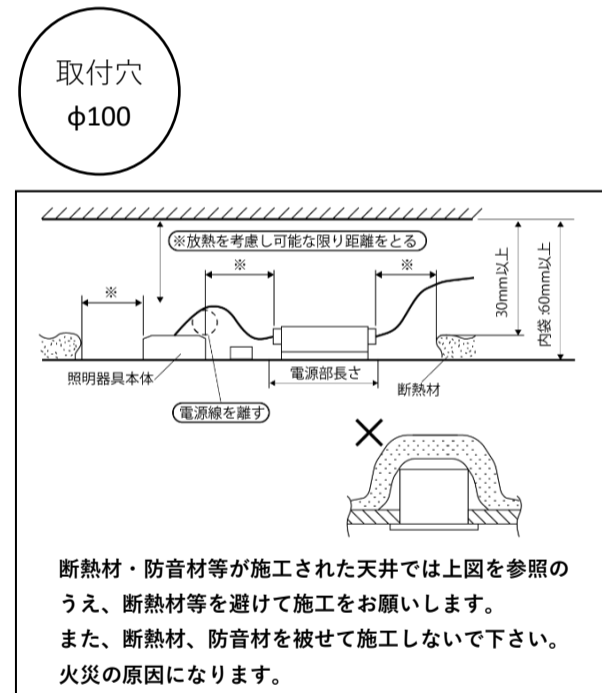 取付穴
φ100
※放熱を考慮し可能な限り距離をとる
※
※
※
30mm以上
内袋:60mm以上
照明器具本体
電源部長さ
断熱材
電源線を離す
断熱材・防音材等が施工された天井では上図を参照の
うえ、断熱材等を避けて施工をお願いします。
また、断熱材、防音材を被せて施工しないで下さい。
火災の原因になります。